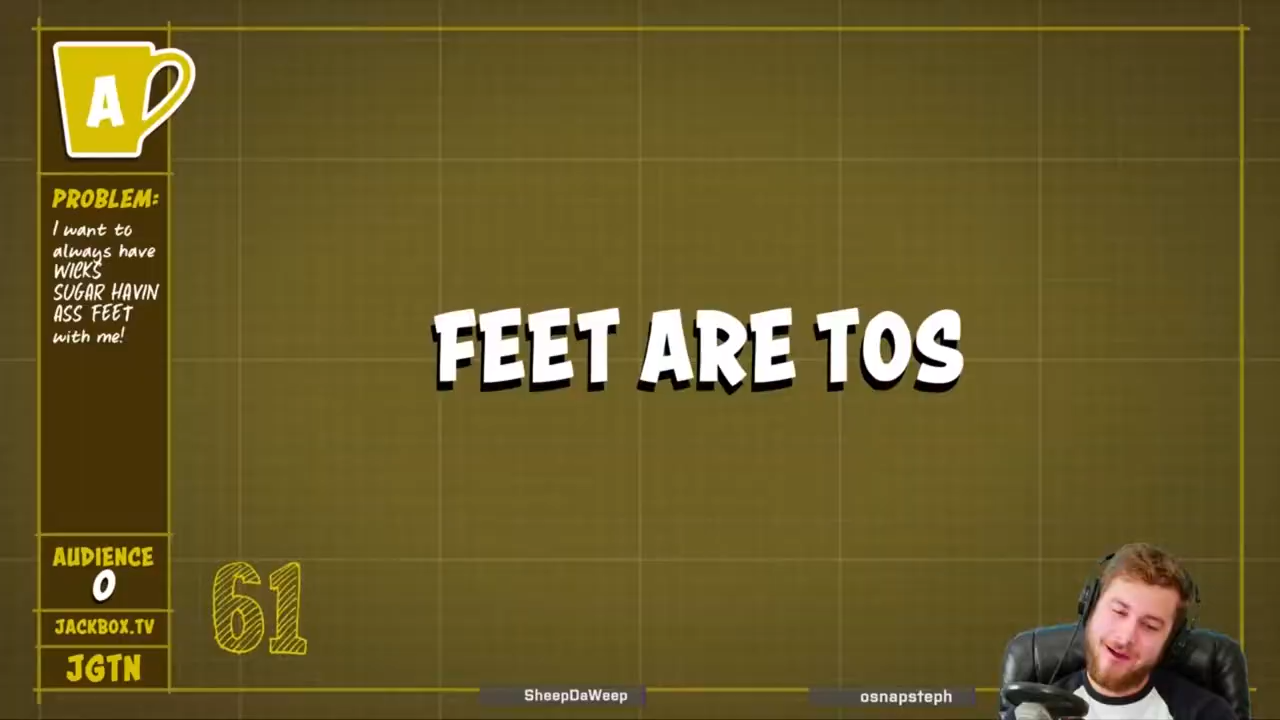 A
PROBLEM:
I want to
always have
WICKS
SUGAR HAVIN
ASS FEET
with me!
FEET ARE TOS
AUDIENCE
0
JACKBOX.TV
JGTN
61
SheepDaWeep
osnapsteph